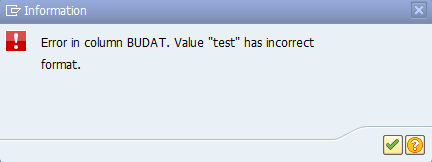 Information
Error in column BUDAT. Value "test" has incorrect
format.